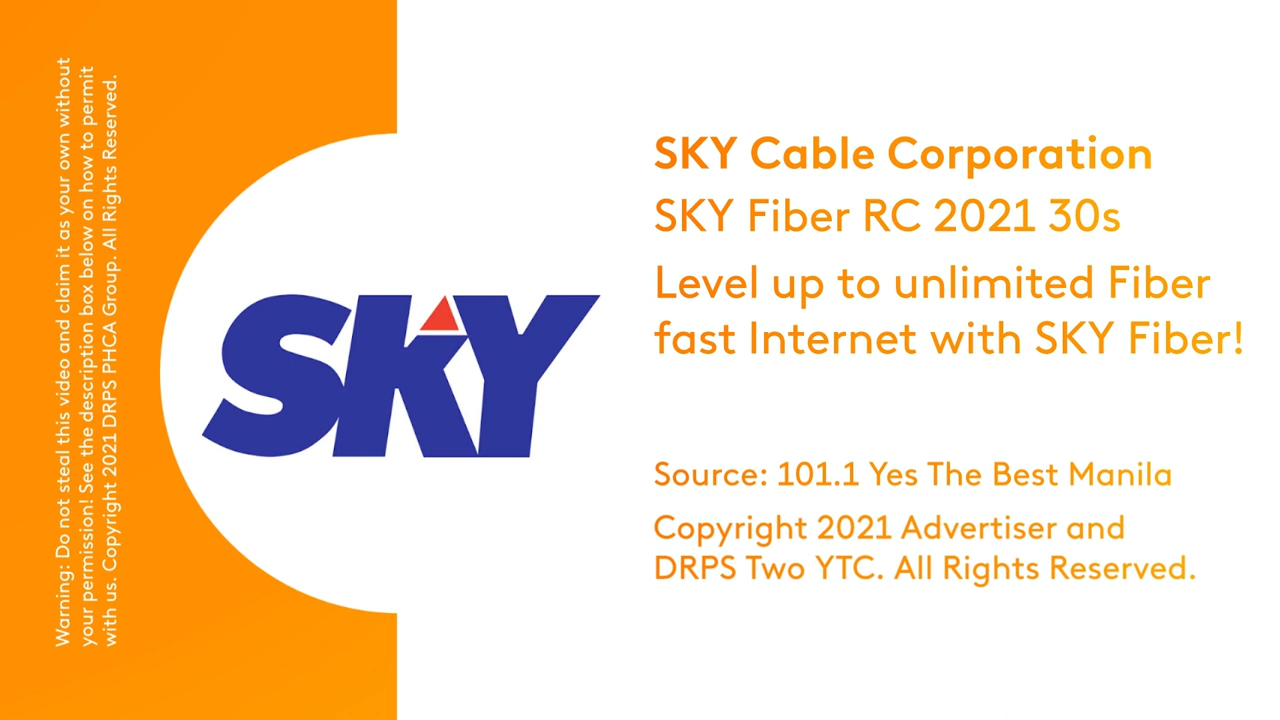 Warning: Do not steal this video and claim it as your own without
your permission! See the description box below on how to permit
with us. Copyright 2021 DRPS PHCA Group. All Rights Reserved.
SKY
SKY Cable Corporation
SKY Fiber RC 2021 30s
Level up to unlimited Fiber
fast Internet with SKY Fiber!
Source: 101.1 Yes The Best Manila
Copyright 2021 Advertiser and
DRPS Two YTC. All Rights Reserved.